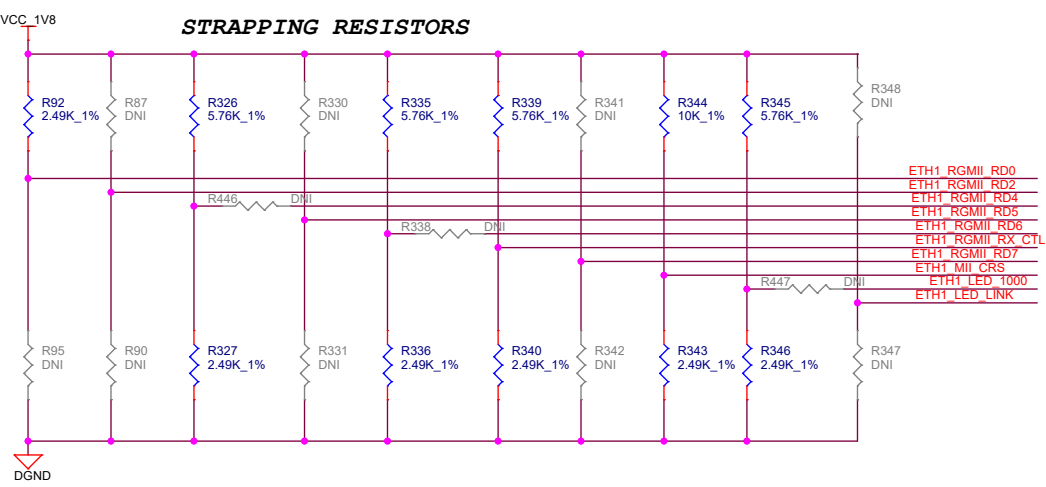 VCC_1V8
STRAPPING RESISTORS
R92
2.49K_1%
R87
DNI
R326
5.76K_1%
R330
DNI
R335
5.76K_1%
R339
5.76K_1%
R341
DNI
R344
10K_1%
R345
5.76K_1%
R348
DNI
ETH1_RGMII_RD0
ETH1_RGMII_RD2
R446
DNI
ETH1_RGMII_RD4
ETH1_RGMII_RD5
R338
DNI
ETH1_RGMII_RD6
ETH1_RGMII_RX_CTL
ETH1_RGMII_RD7
ETH1_MII_CRS
R447
DNI
ETH1_LED_1000
ETH1_LED_LINK
R95
DNI
R90
DNI
R327
2.49K_1%
R331
DNI
R336
2.49K_1%
R340
2.49K_1%
R342
DNI
R343
2.49K_1%
R346
2.49K_1%
R347
DNI
DGND